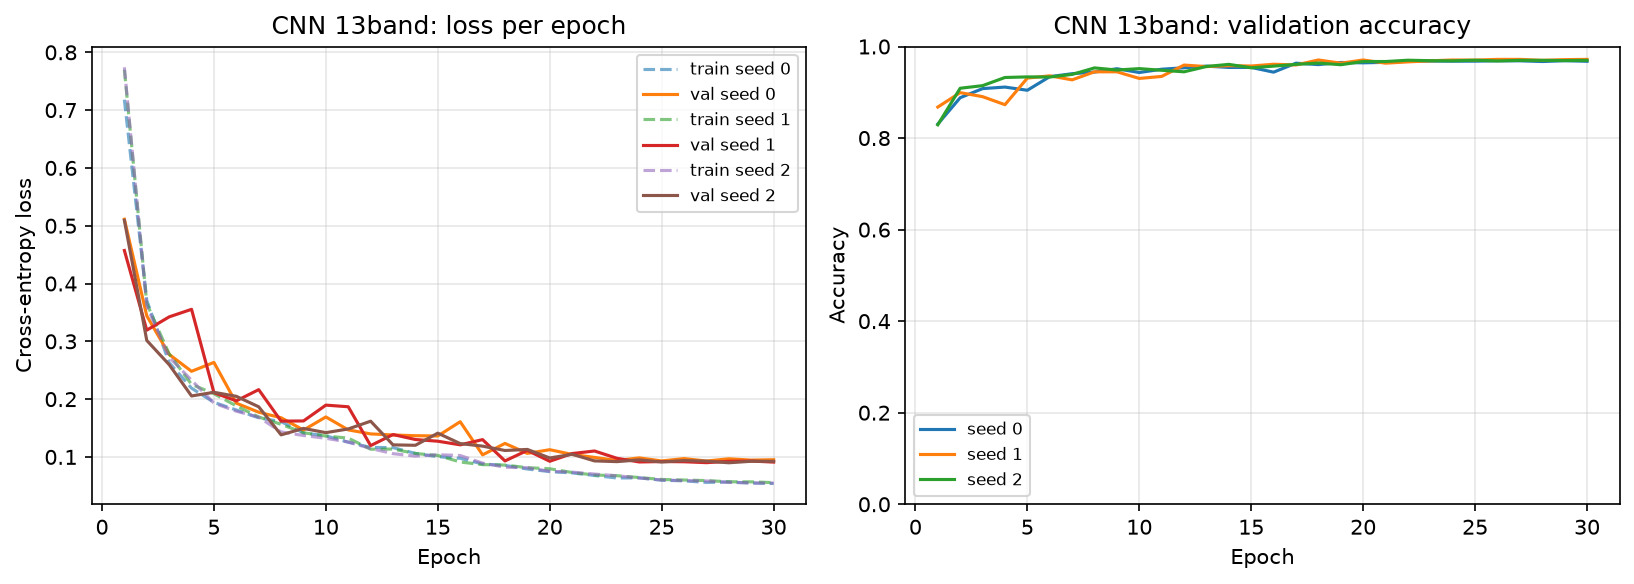 CNN 13band: loss per epoch
0.8
0.7
0.6
0.5
0.4
0.3
0.2
0.1
Cross-entropy loss
train seed 0
val seed 0
train seed 1
val seed 1
train seed 2
val seed 2
0 5 10 15 20 25 30
Epoch
CNN 13band: validation accuracy
1.0
0.8
0.6
0.4
0.2
0.0
Accuracy
seed 0
seed 1
seed 2
0 5 10 15 20 25 30
Epoch